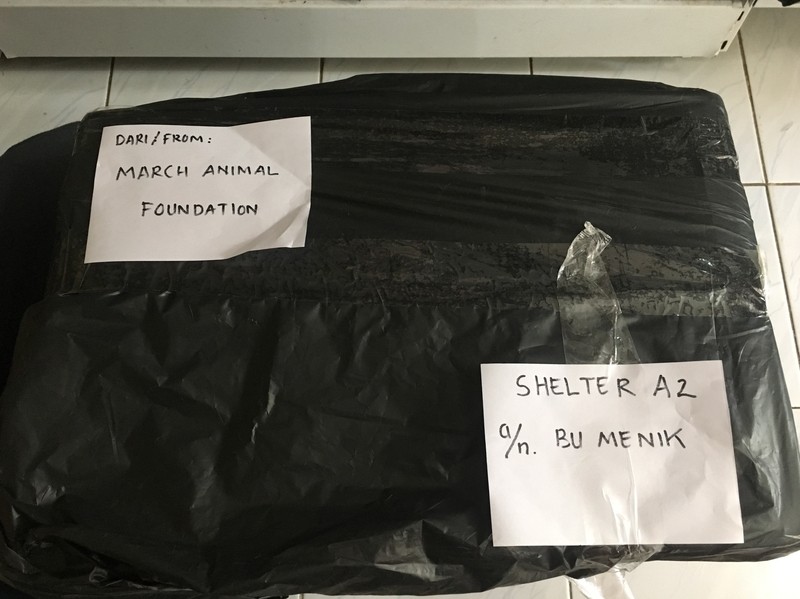 DARI/FROM:
MARCH ANIMAL
FOUNDATION
SHELTER A2
a/n. BU MENIK